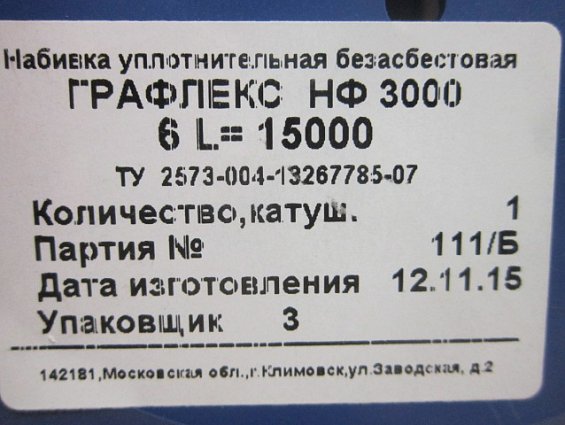 Набивка уплотнительная безасбестовая
ГРАФЛЕКС НФ 3000
6 L= 15000
ТУ 2573-004-13267785-07
Количество,катуш. 1
Партия № 111/Б
Дата изготовления 12.11.15
Упаковщик 3
142181,Московская обл.,г.Климовск,ул.Заводская, д.2